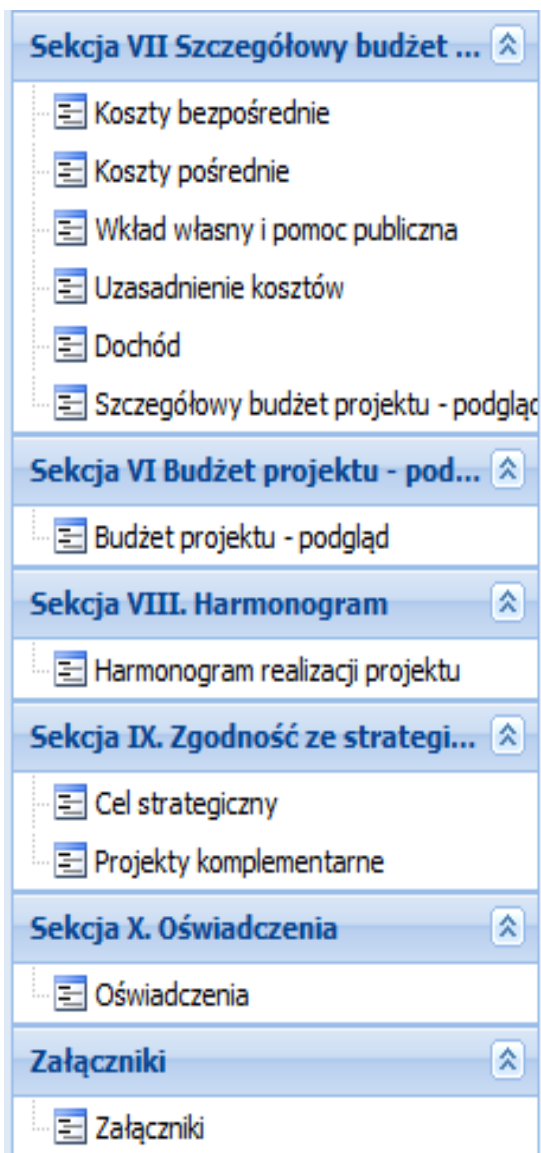 Sekcja VII Szczegółowy budżet ...
Koszty bezpośrednie
Koszty pośrednie
Wkład własny i pomoc publiczna
Uzasadnienie kosztów
Dochód
Szczegółowy budżet projektu - podgląd
Sekcja VI Budżet projektu - pod...
Budżet projektu - podgląd
Sekcja VIII. Harmonogram
Harmonogram realizacji projektu
Sekcja IX. Zgodność ze strategi...
Cel strategiczny
Projekty komplementarne
Sekcja X. Oświadczenia
Oświadczenia
Załączniki
Załączniki